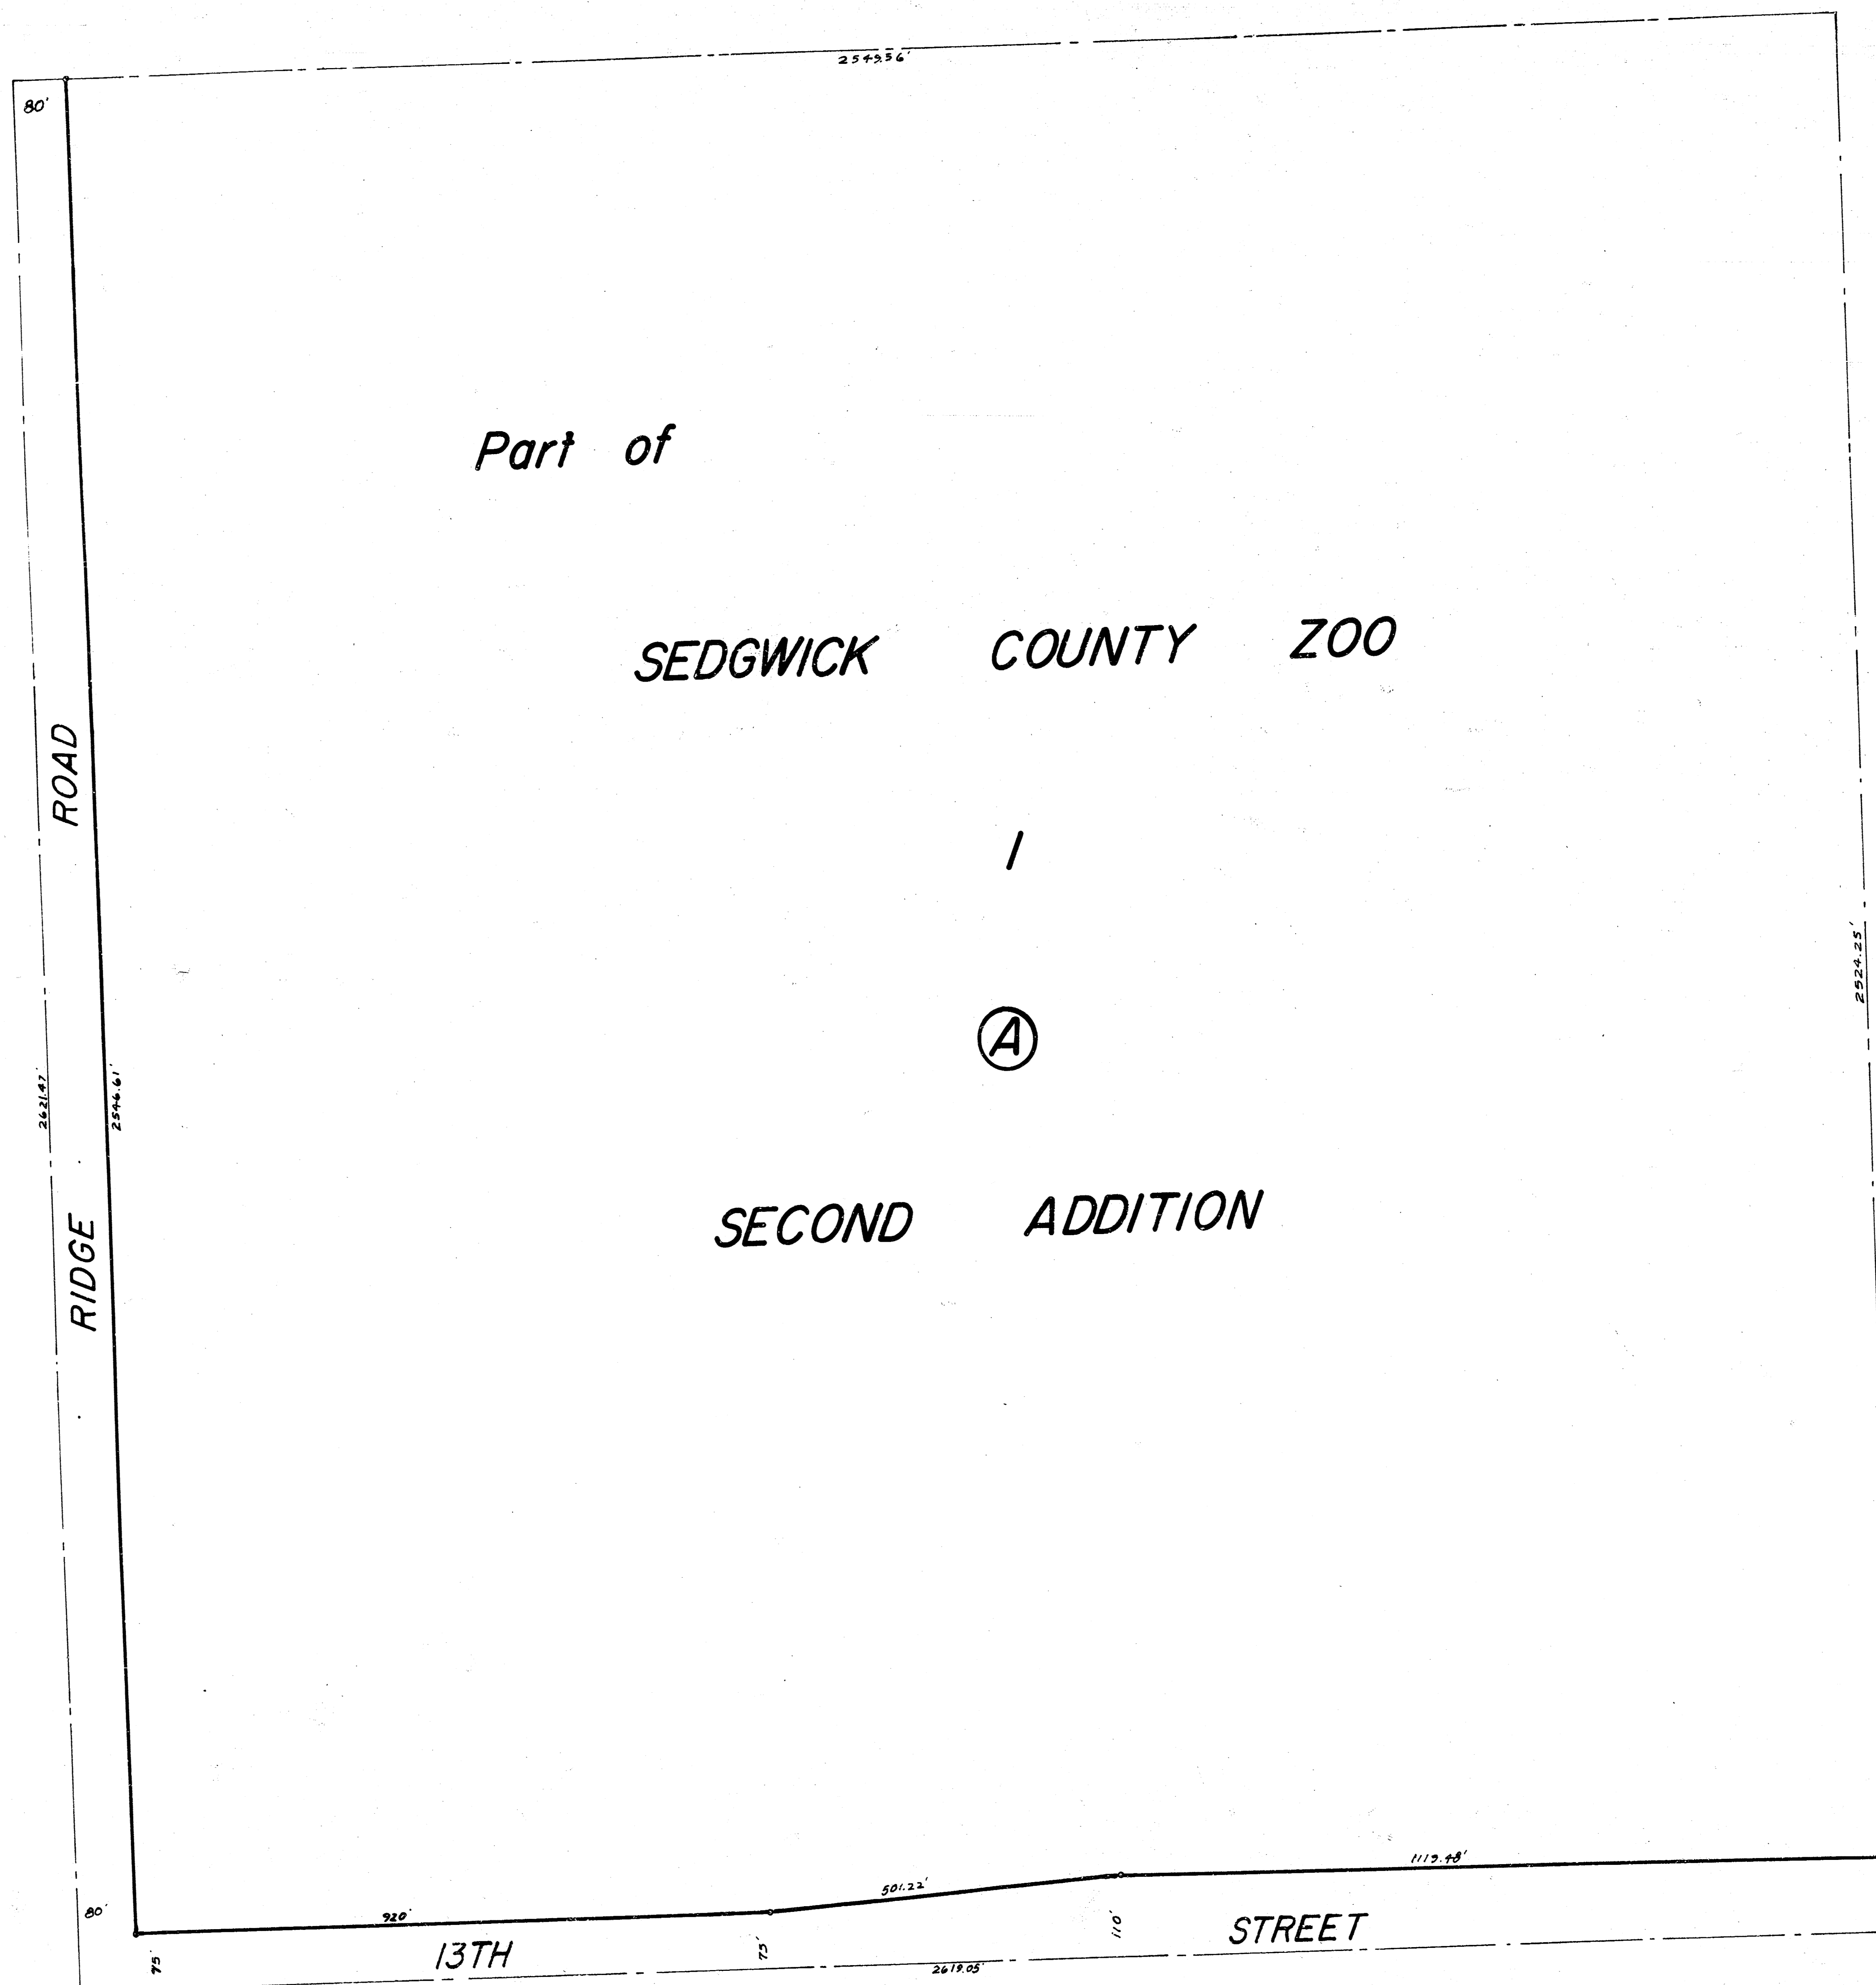 2549.56'
80'
Part of
SEDGWICK COUNTY ZOO
ROAD
1
A
2524.25'
2621.47'
2546.61'
SECOND ADDITION
RIDGE
1119.48'
501.22'
920'
80'
110'
STREET
75'
75'
13TH
2619.05'